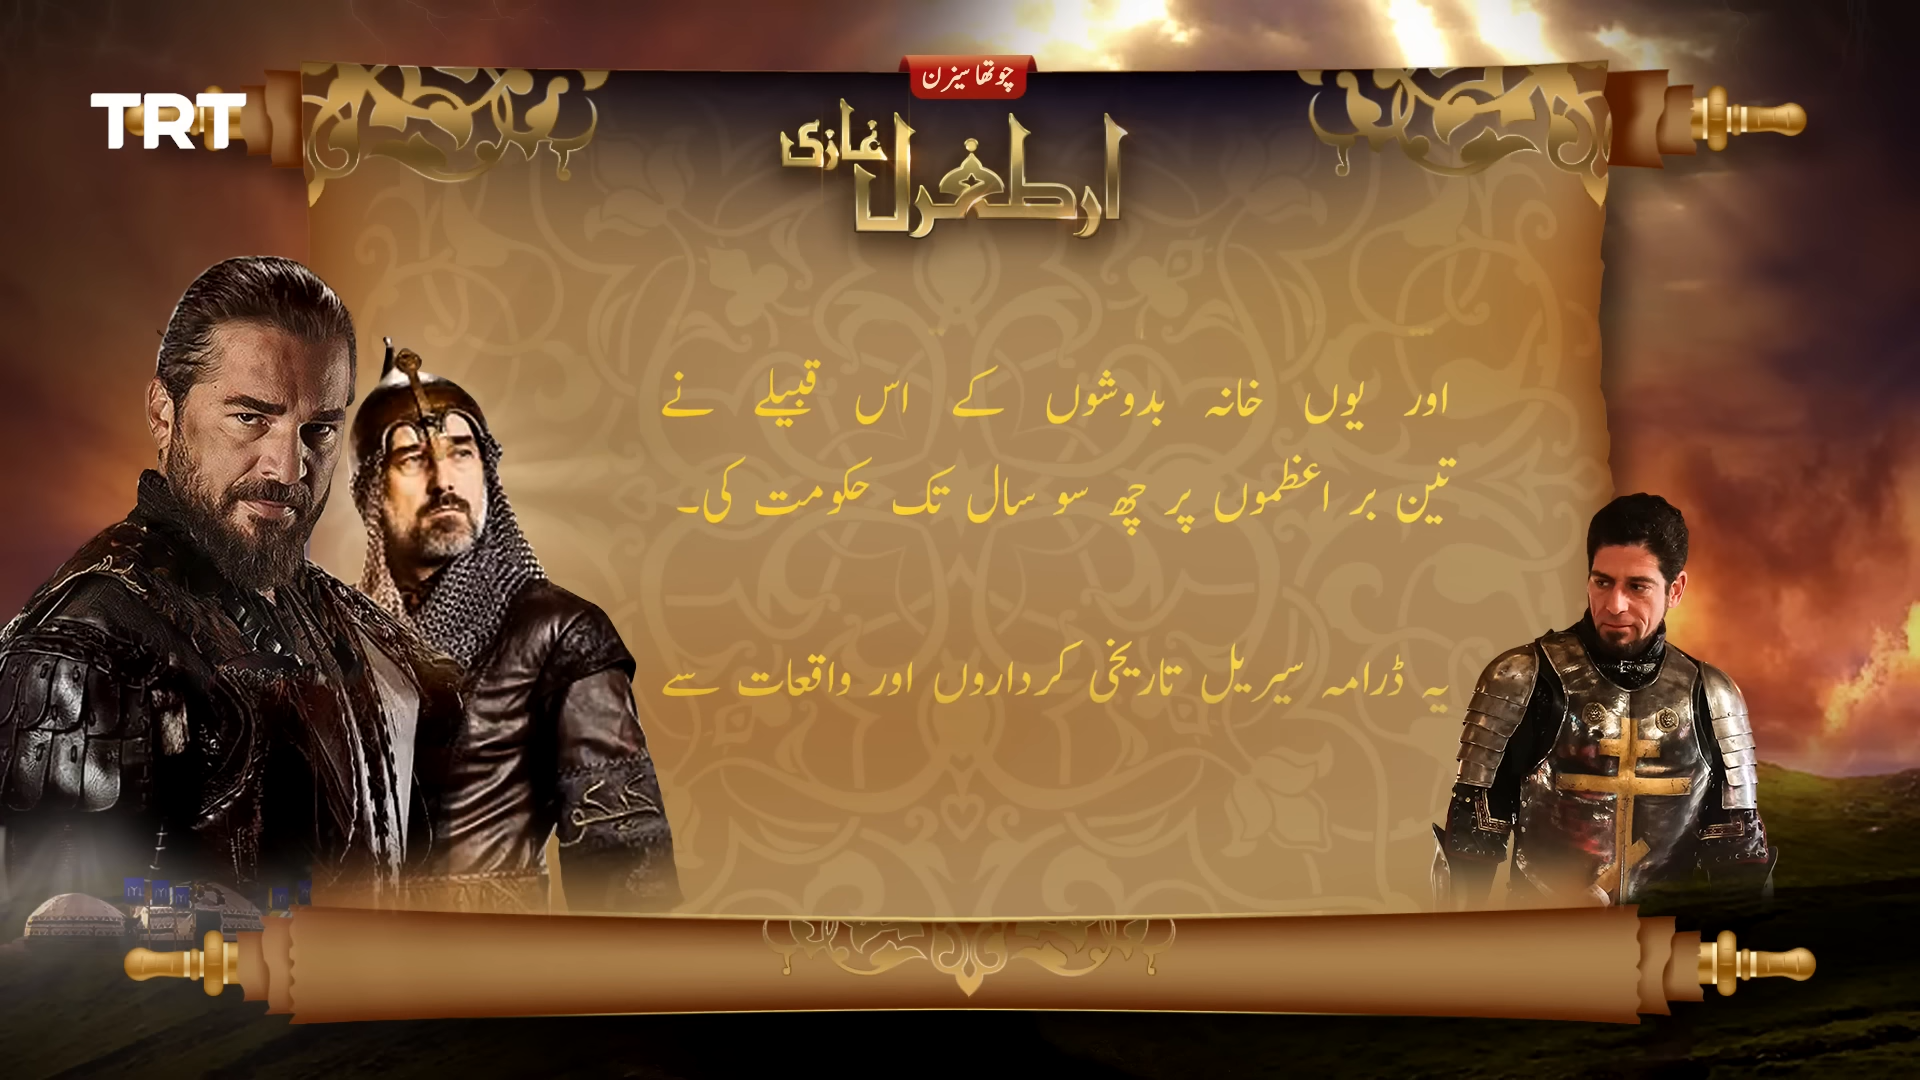 چوتھا سیزن
TRT
ارطغرل غازی
اور یوں خانہ بدوشوں کے اس قبیلے نے
تین بر اعظموں پر چھ سو سال تک حکومت کی۔
یہ ڈرامہ سیریل تاریخی کرداروں اور واقعات سے